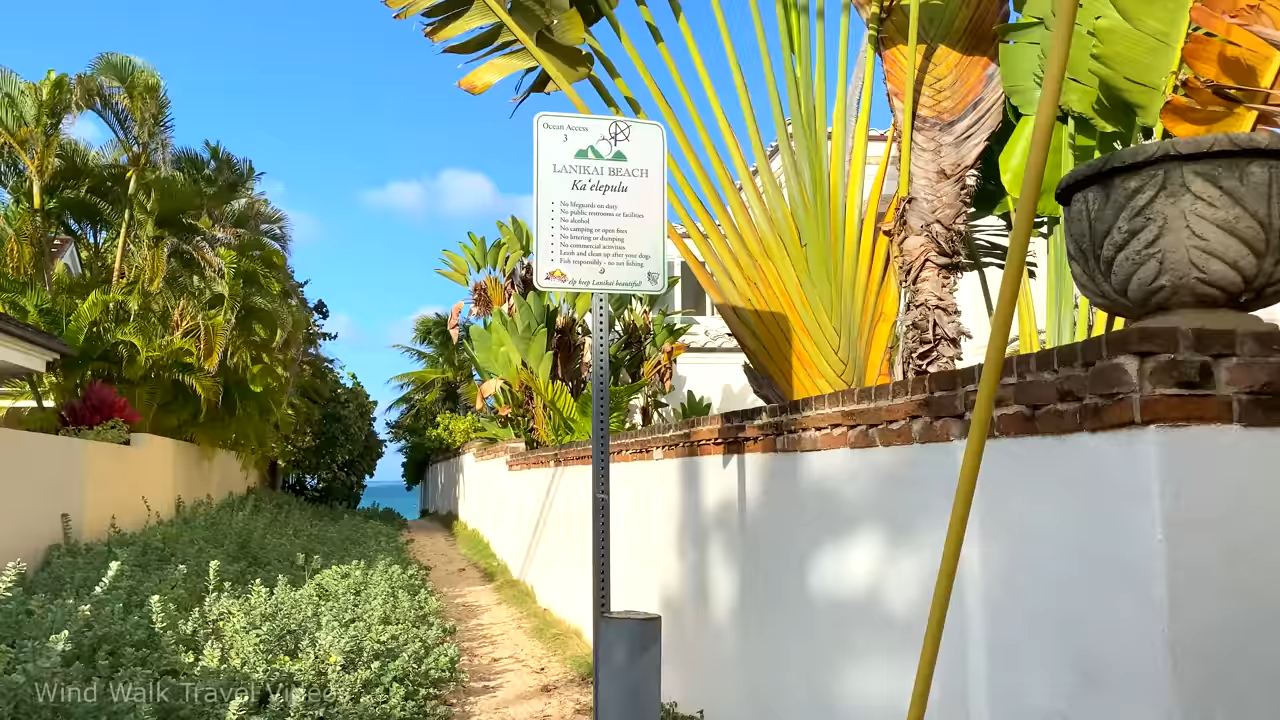 Ocean Access
3
LANIKAI BEACH
Kaʻelepulu
• No lifeguards on duty
• No public restrooms or facilities
• No alcohol
• No camping or open fires
• No littering or dumping
• No commercial activities
• Leash and clean up after your dogs
• Fish responsibly - no net fishing
elp keep Lanikai beautiful!
Wind Walk Travel Videos